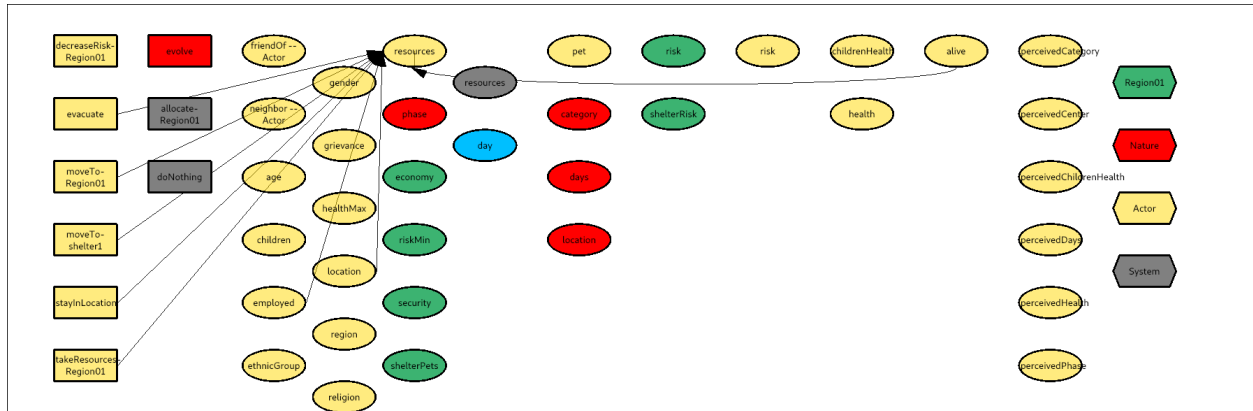 decreaseRisk-
Region01
evolve
friendOf --
Actor
resources
pet
risk
risk
childrenHealth
alive
perceivedCategory
gender
resources
Region01
evacuate
allocate-
Region01
neighbor --
Actor
phase
category
shelterRisk
health
perceivedCenter
grievance
day
Nature
moveTo-
Region01
doNothing
age
economy
days
perceivedChildrenHealth
healthMax
Actor
moveTo-
shelter1
children
riskMin
location
perceivedDays
location
System
stayInLocation
employed
security
perceivedHealth
region
takeResources-
Region01
ethnicGroup
shelterPets
perceivedPhase
religion